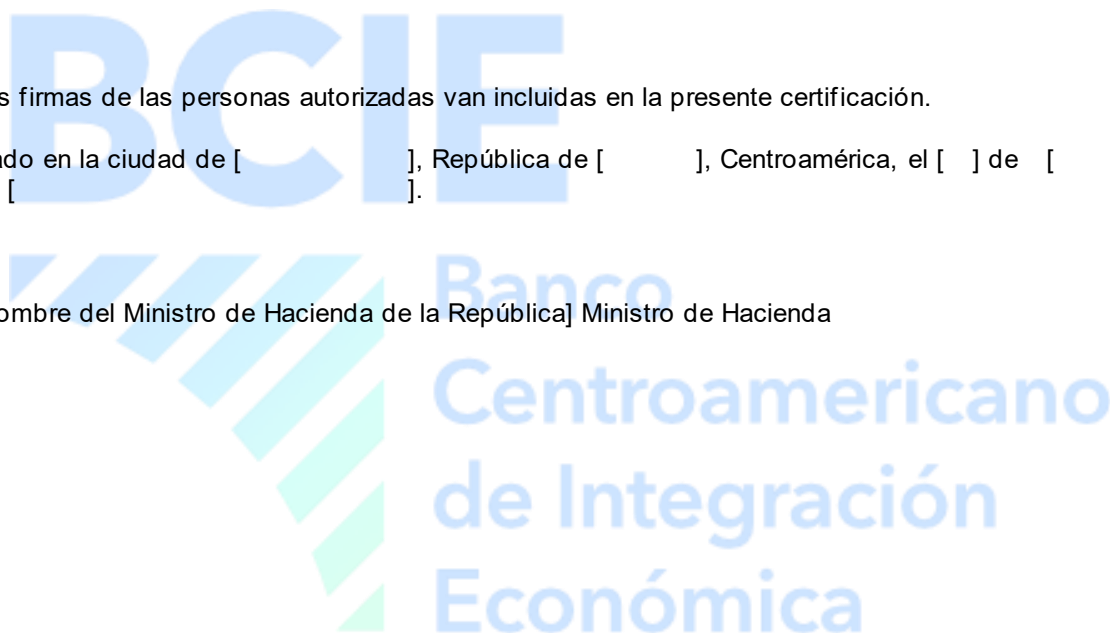 BCIE
s firmas de las personas autorizadas van incluidas en la presente certificación.
ado en la ciudad de [ ], República de [ ], Centroamérica, el [ ] de [
[ ].
Banco
ombre del Ministro de Hacienda de la República] Ministro de Hacienda
Centroamericano
de Integración
Económica